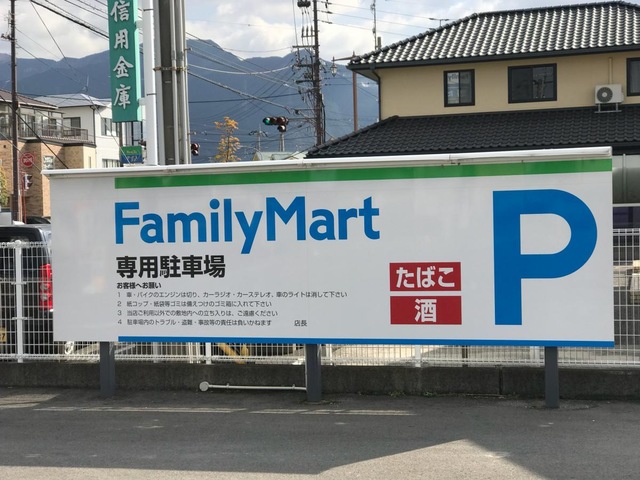 信用金庫
FamilyMart
P
専用駐車場
たばこ
酒
お客様へお願い
1 車・バイクのエンジンは切り、カーラジオ・カーステレオ、車のライトは消して下さい
2 紙コップ・紙袋等ゴミは備えつけのゴミ箱に入れて下さい
3 当店ご利用以外での敷地内への立ち入りは、ご遠慮ください
4 駐車場内のトラブル・盗難・事故等の責任は負いかねます 店長